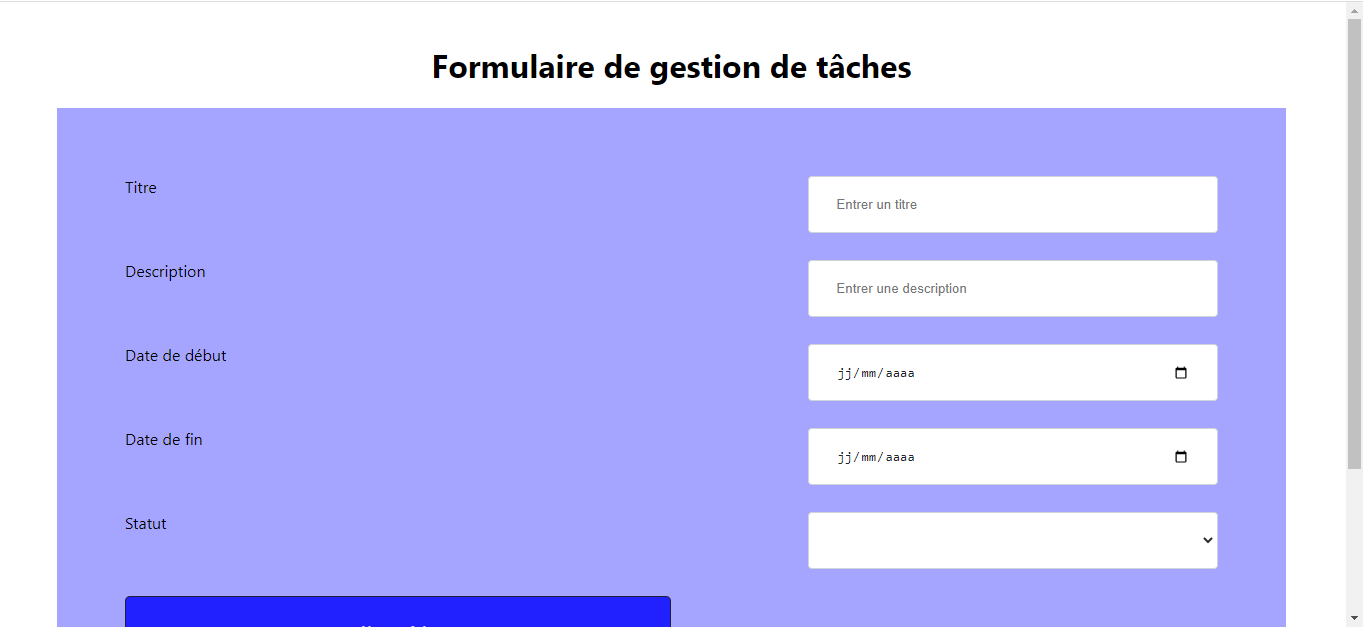 Formulaire de gestion de tâches
Titre
Entrer un titre
Description
Entrer une description
Date de début
jj/mm/aaaa
Date de fin
jj/mm/aaaa
Statut